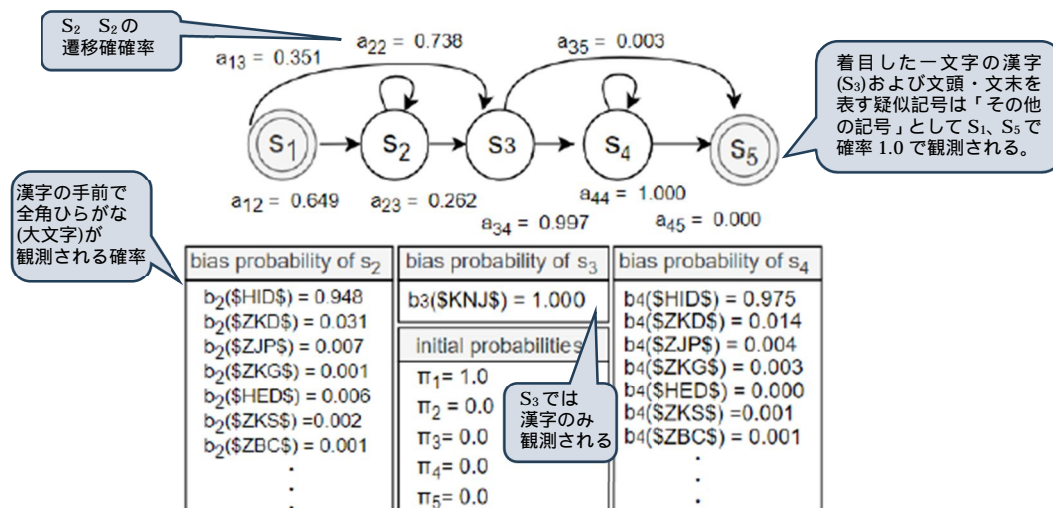 S₂ S₂の
遷移確確率
a₁₃ = 0.351
a₂₂ = 0.738
a₃₅ = 0.003
着目した一文字の漢字
(S₃)および文頭・文末を
表す疑似記号は「その他
の記号」として S₁、S₅で
確率 1.0 で観測される。
S₁
S₂
S3
S₄
S₅
a₁₂ = 0.649
a₂₃ = 0.262
a₃₄ = 0.997
a₄₄ = 1.000
a₄₅ = 0.000
漢字の手前で
全角ひらがな
(大文字)が
観測される確率
bias probability of s₂
b₂($HID$) = 0.948
b₂($ZKD$) = 0.031
b₂($ZJP$) = 0.007
b₂($ZKG$) = 0.001
b₂($HED$) = 0.006
b₂($ZKS$) =0.002
b₂($ZBC$) = 0.001
bias probability of s₃
b3($KNJ$) = 1.000
initial probabilities
π₁= 1.0
π₂ = 0.0
π₃= 0.0
π₄= 0.0
π₅= 0.0
S₃では
漢字のみ
観測される
bias probability of s₄
b4($HID$) = 0.975
b4($ZKD$) = 0.014
b4($ZJP$) = 0.004
b4($ZKG$) = 0.003
b4($HED$) = 0.000
b4($ZKS$) =0.001
b4($ZBC$) = 0.001